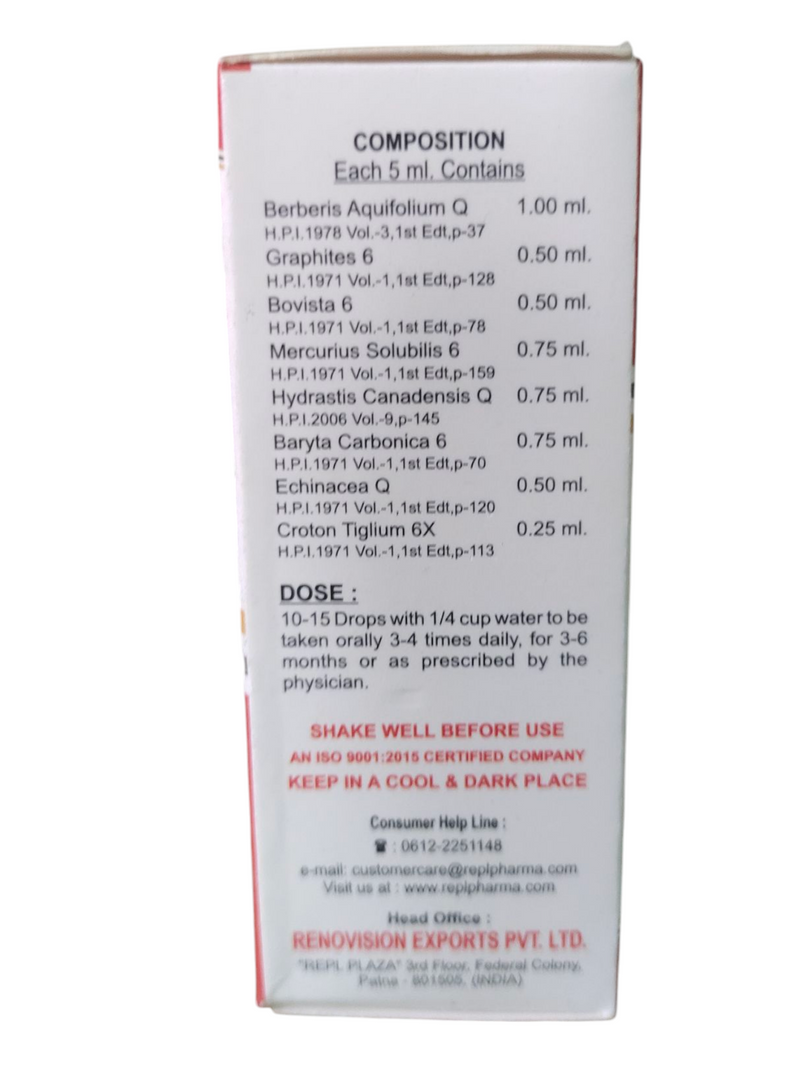 COMPOSITION
Each 5 ml. Contains
Berberis Aquifolium Q 1.00 ml.
H.P.I.1978 Vol.-3,1st Edt,p-37
Graphites 6 0.50 ml.
H.P.I.1971 Vol.-1,1st Edt,p-128
Bovista 6 0.50 ml.
H.P.I.1971 Vol.-1,1st Edt,p-78
Mercurius Solubilis 6 0.75 ml.
H.P.I.1971 Vol.-1,1st Edt,p-159
Hydrastis Canadensis Q 0.75 ml.
H.P.I.2006 Vol.-9,p-145
Baryta Carbonica 6 0.75 ml.
H.P.I.1971 Vol.-1,1st Edt,p-70
Echinacea Q 0.50 ml.
H.P.I.1971 Vol.-1,1st Edt,p-120
Croton Tiglium 6X 0.25 ml.
H.P.I.1971 Vol.-1,1st Edt,p-113
DOSE :
10-15 Drops with 1/4 cup water to be
taken orally 3-4 times daily, for 3-6
months or as prescribed by the
physician.
SHAKE WELL BEFORE USE
AN ISO 9001:2015 CERTIFIED COMPANY
KEEP IN A COOL & DARK PLACE
Consumer Help Line :
☎ : 0612-2251148
e-mail: customercare@replpharma.com
Visit us at : www.replpharma.com
Head Office :
RENOVISION EXPORTS PVT. LTD.
"REPL PLAZA" 3rd Floor, Federal Colony,
Patna - 801505, (INDIA)